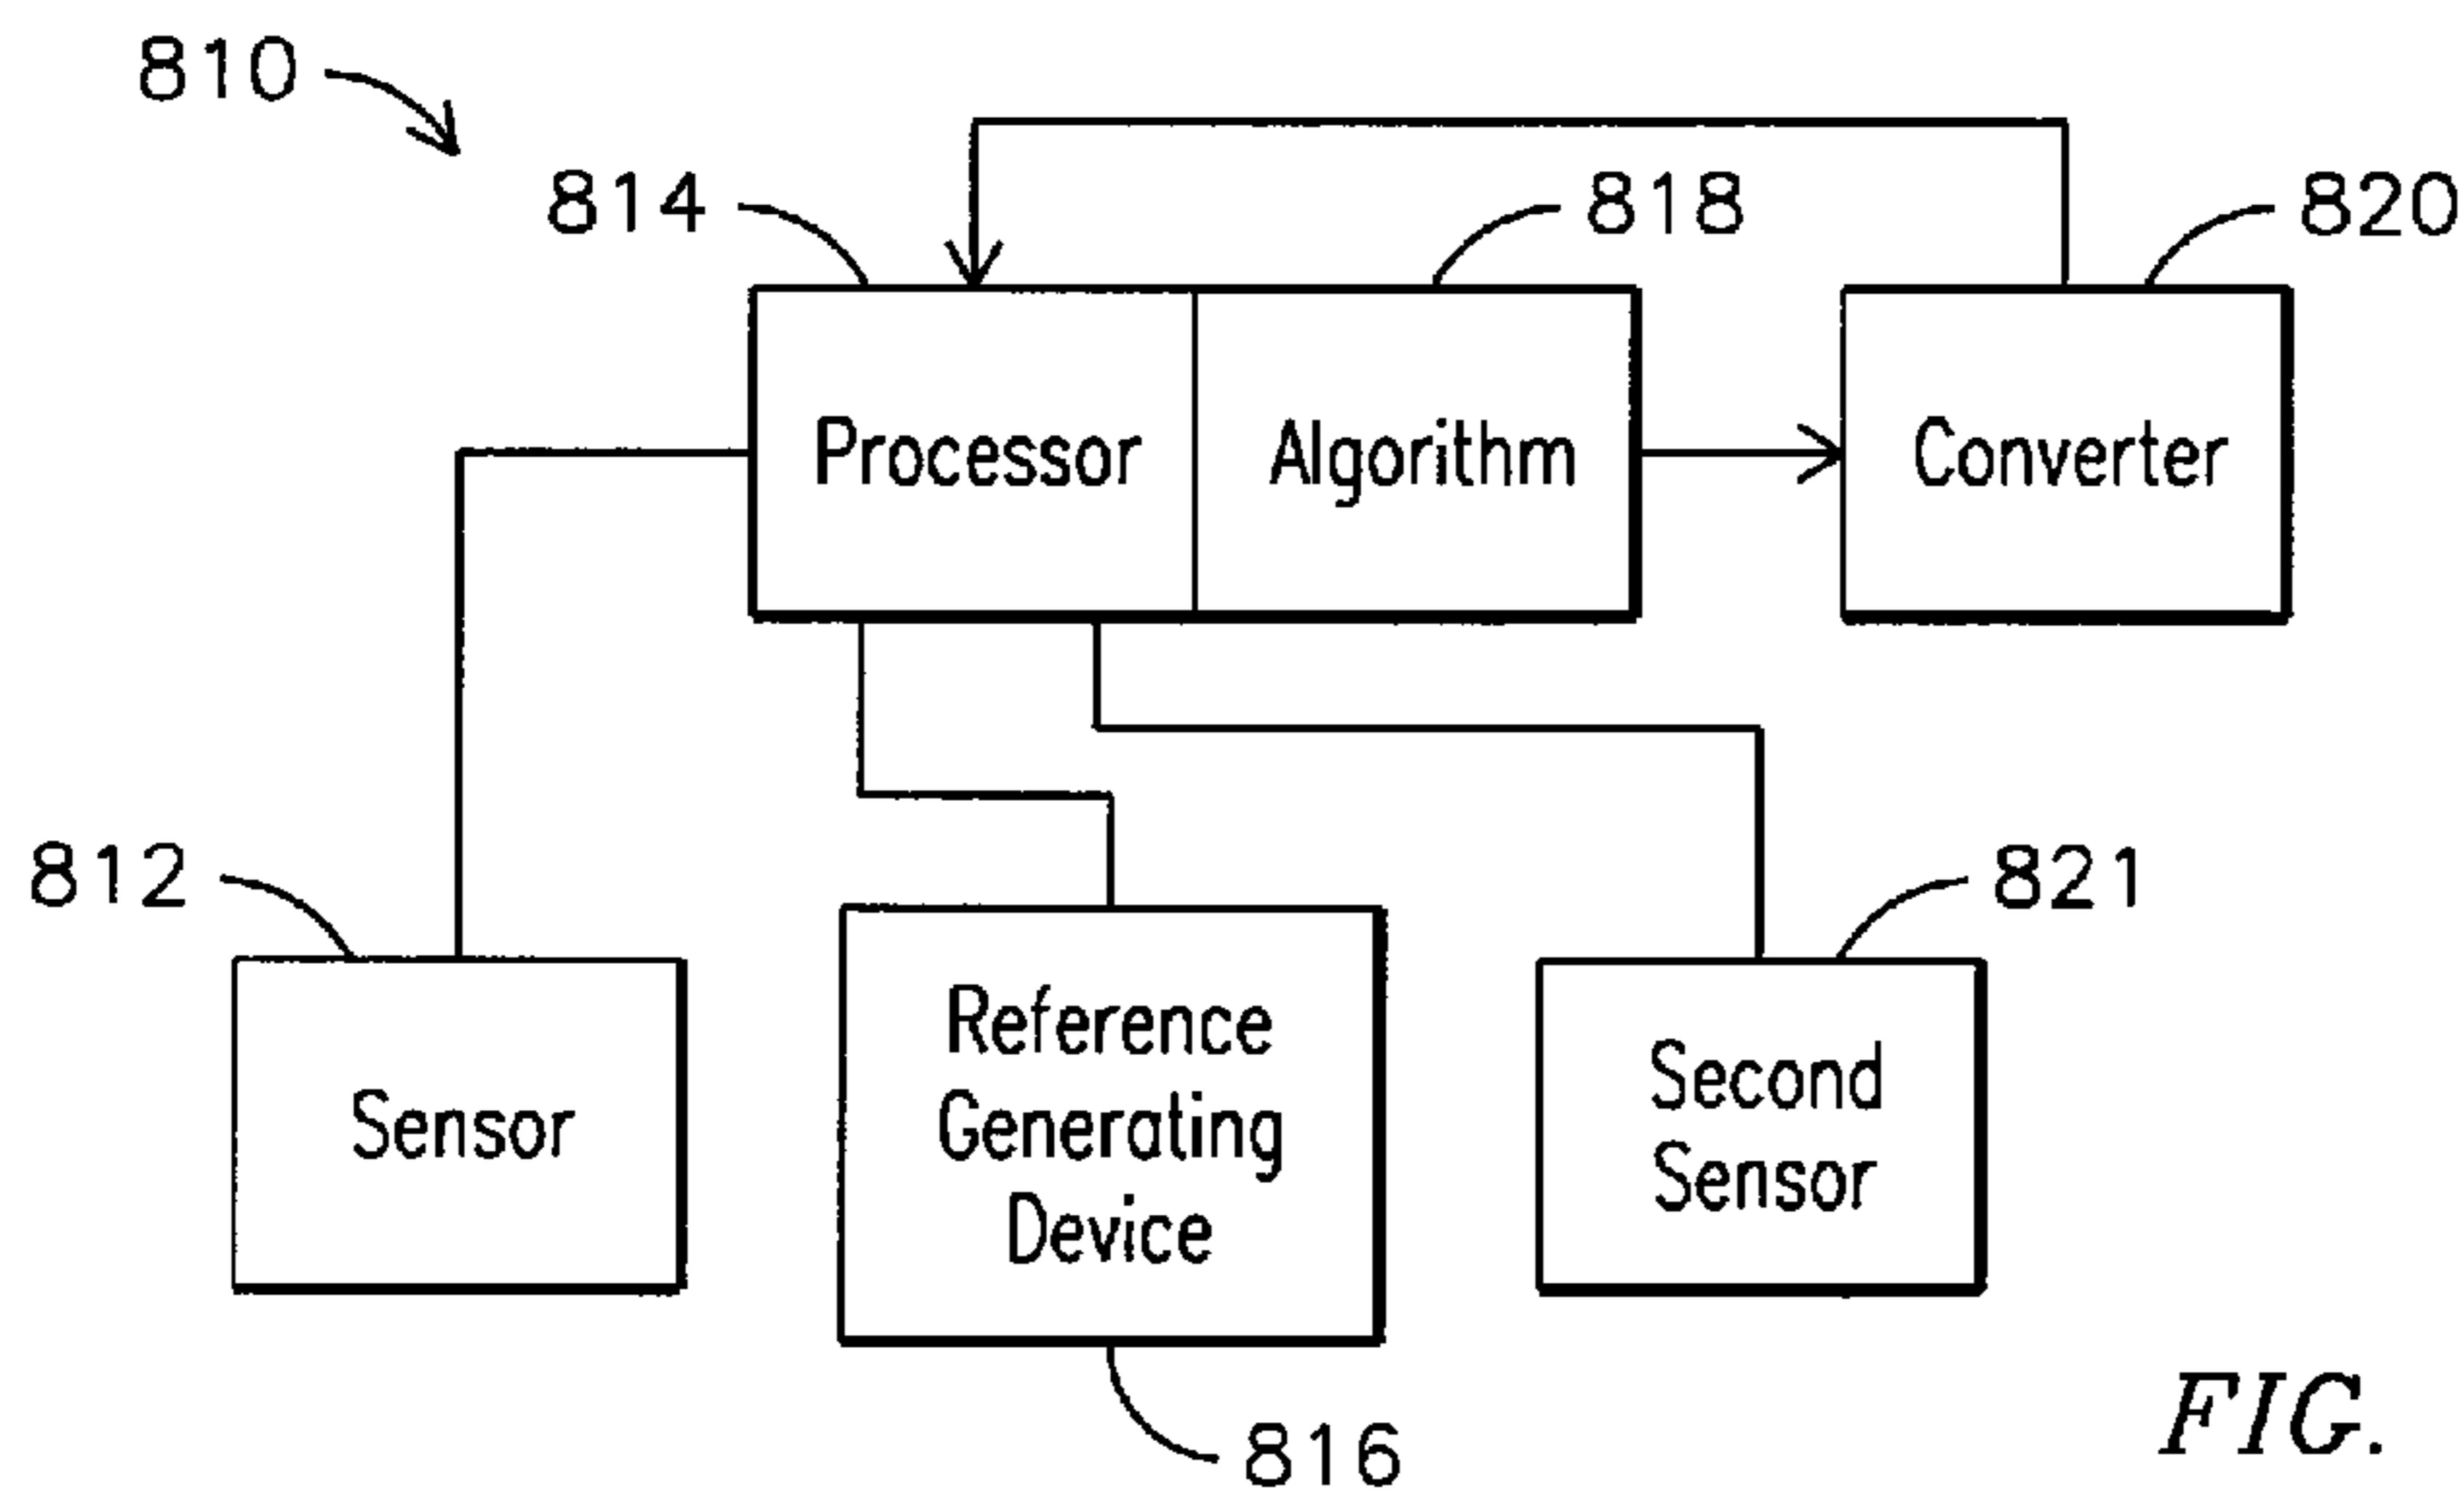 810
814
818
820
Processor
Algorithm
Converter
812
821
Reference
Generating
Device
Sensor
Second
Sensor
816
FIG.